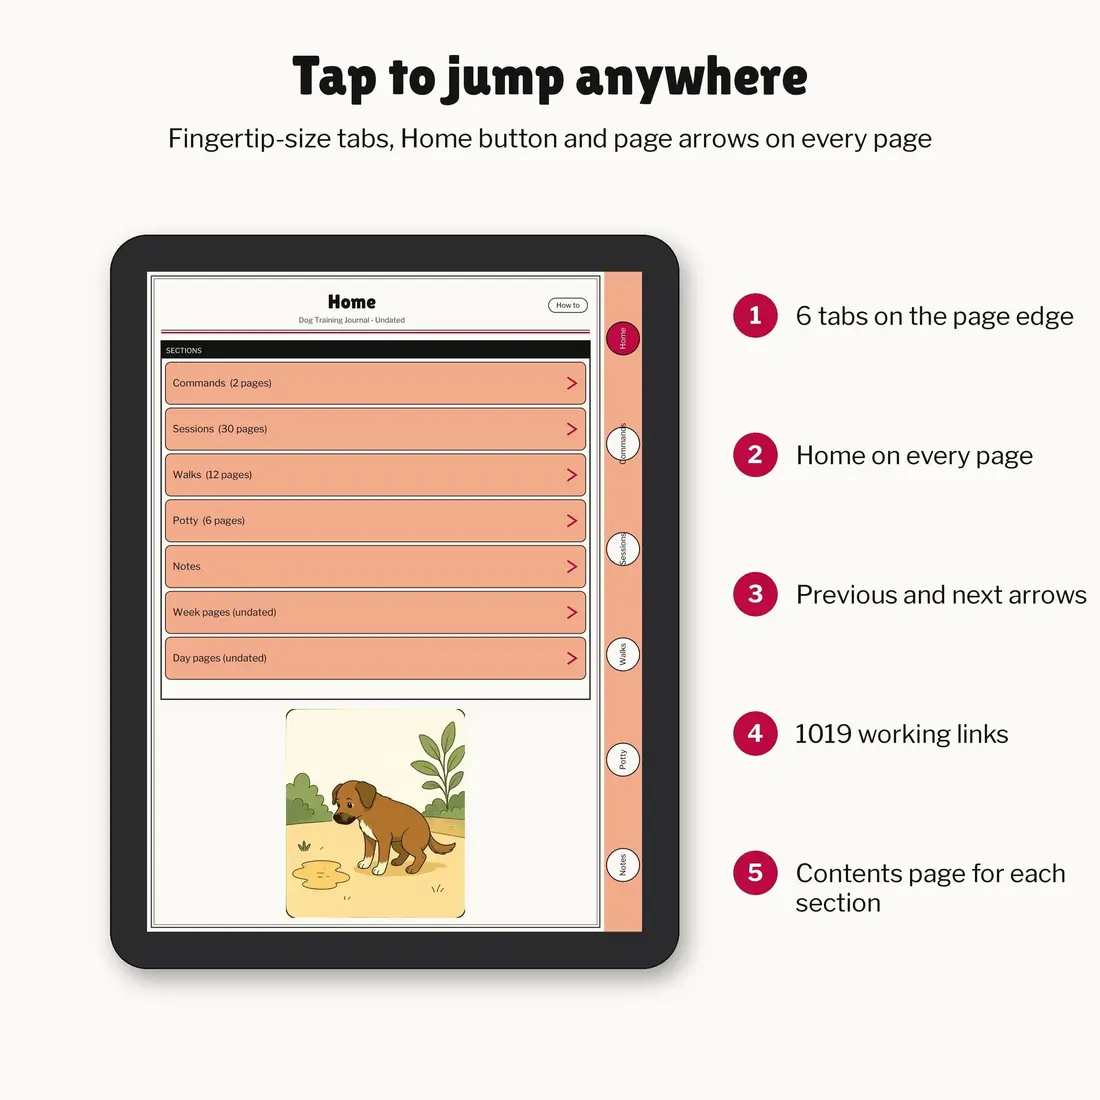 Tap to jump anywhere
Fingertip-size tabs, Home button and page arrows on every page
Home
How to
Dog Training Journal - Undated
SECTIONS
Commands (2 pages)
Sessions (30 pages)
Walks (12 pages)
Potty (6 pages)
Notes
Week pages (undated)
Day pages (undated)
Home
Commands
Sessions
Walks
Potty
Notes
1 6 tabs on the page edge
2 Home on every page
3 Previous and next arrows
4 1019 working links
5 Contents page for each
section